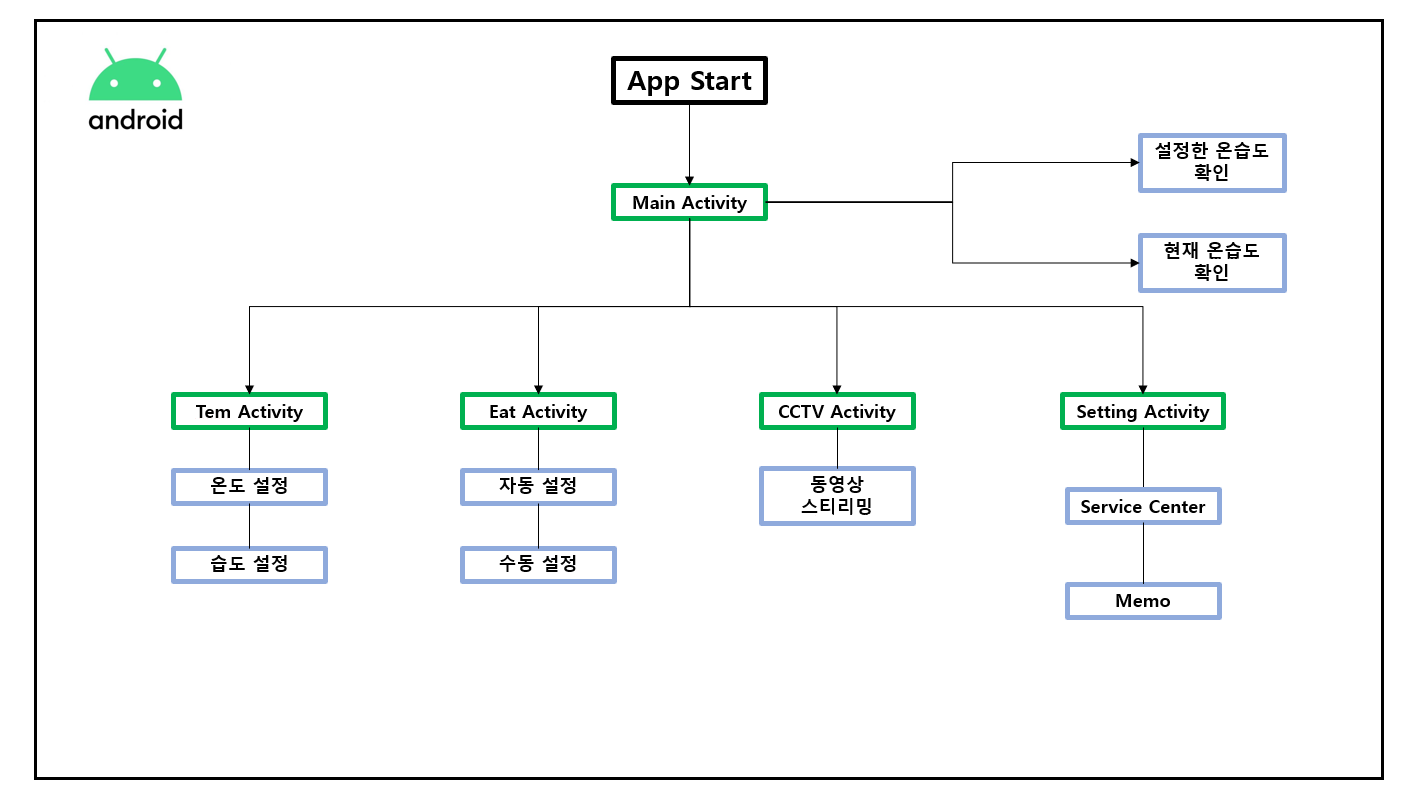 android
App Start
Main Activity
설정한 온습도
확인
현재 온습도
확인
Tem Activity
Eat Activity
CCTV Activity
Setting Activity
온도 설정
자동 설정
동영상
스티리밍
Service Center
습도 설정
수동 설정
Memo